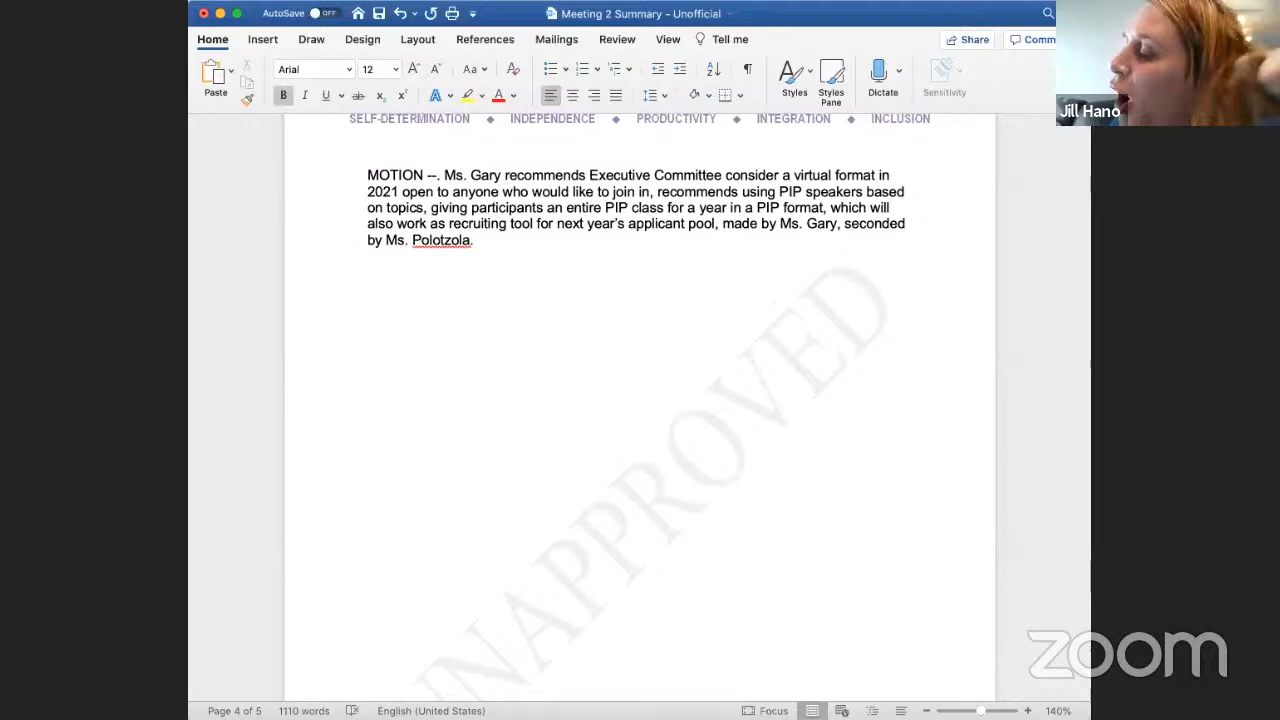 AutoSave OFF
Meeting 2 Summary - Unofficial
Home Insert Draw Design Layout References Mailings Review View Tell me
Share Comm
Arial 12
Paste
Styles
Styles Pane
Dictate
Sensitivity
Jill Hano
SELF-DETERMINATION ◆ INDEPENDENCE ◆ PRODUCTIVITY ◆ INTEGRATION ◆ INCLUSION
MOTION --. Ms. Gary recommends Executive Committee consider a virtual format in
2021 open to anyone who would like to join in, recommends using PIP speakers based
on topics, giving participants an entire PIP class for a year in a PIP format, which will
also work as recruiting tool for next year's applicant pool, made by Ms. Gary, seconded
by Ms. Polotzola.
UNAPPROVED
zoom
Page 4 of 5 1110 words English (United States) Focus 140%